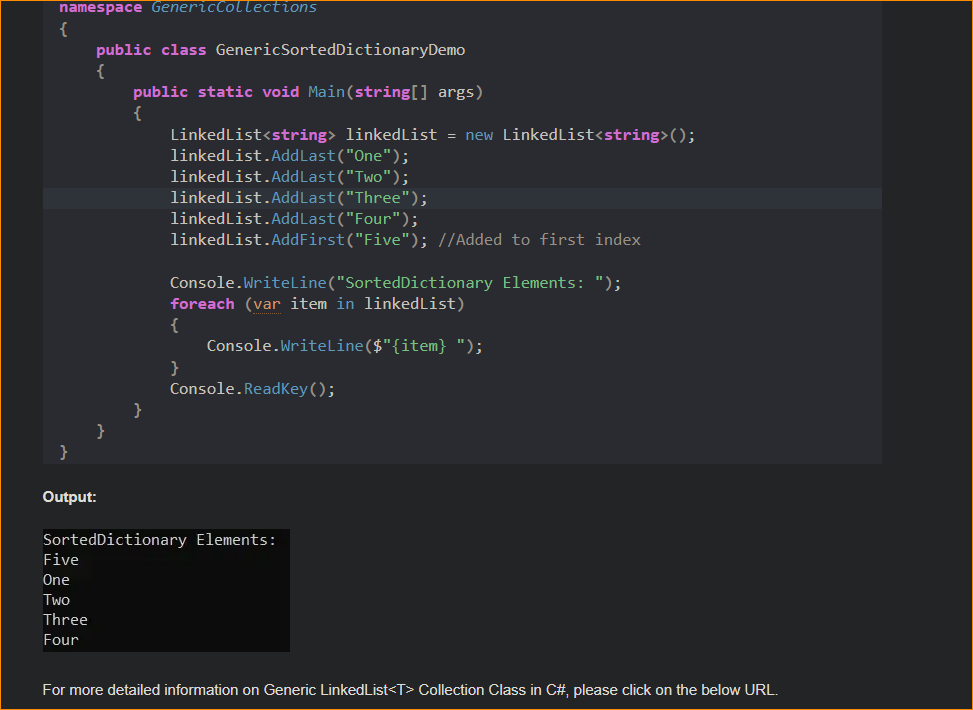 namespace GenericCollections
{
    public class GenericSortedDictionaryDemo
    {
        public static void Main(string[] args)
        {
            LinkedList<string> linkedList = new LinkedList<string>();
            linkedList.AddLast("One");
            linkedList.AddLast("Two");
            linkedList.AddLast("Three");
            linkedList.AddLast("Four");
            linkedList.AddFirst("Five"); //Added to first index

            Console.WriteLine("SortedDictionary Elements: ");
            foreach (var item in linkedList)
            {
                Console.WriteLine($"{item} ");
            }
            Console.ReadKey();
        }
    }
}
Output:
SortedDictionary Elements:
Five
One
Two
Three
Four
For more detailed information on Generic LinkedList<T> Collection Class in C#, please click on the below URL.